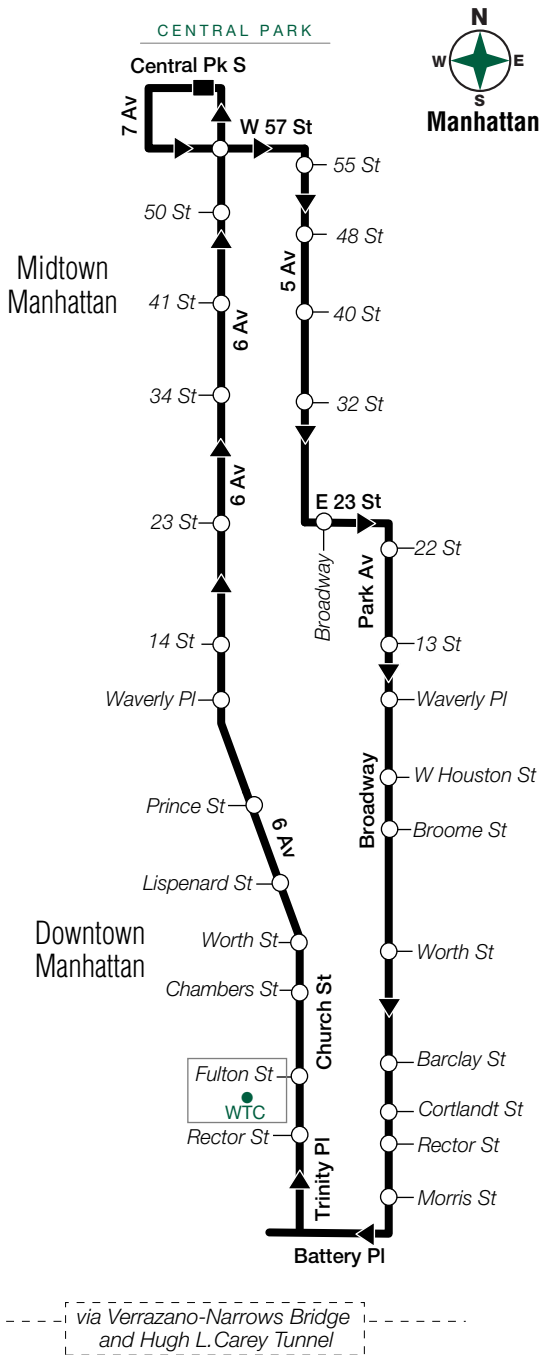 CENTRAL PARK
N
W
E
S
Manhattan
Central Pk S
7 Av
W 57 St
55 St
50 St
48 St
5 Av
Midtown
Manhattan
41 St
6 Av
40 St
34 St
32 St
6 Av
23 St
E 23 St
Broadway
Park Av
22 St
14 St
13 St
Waverly Pl
Waverly Pl
W Houston St
Broadway
Prince St
6 Av
Broome St
Lispenard St
Downtown
Manhattan
Worth St
Worth St
Chambers St
Church St
Fulton St
WTC
Barclay St
Cortlandt St
Rector St
Rector St
Trinity Pl
Morris St
Battery Pl
via Verrazano-Narrows Bridge
and Hugh L.Carey Tunnel